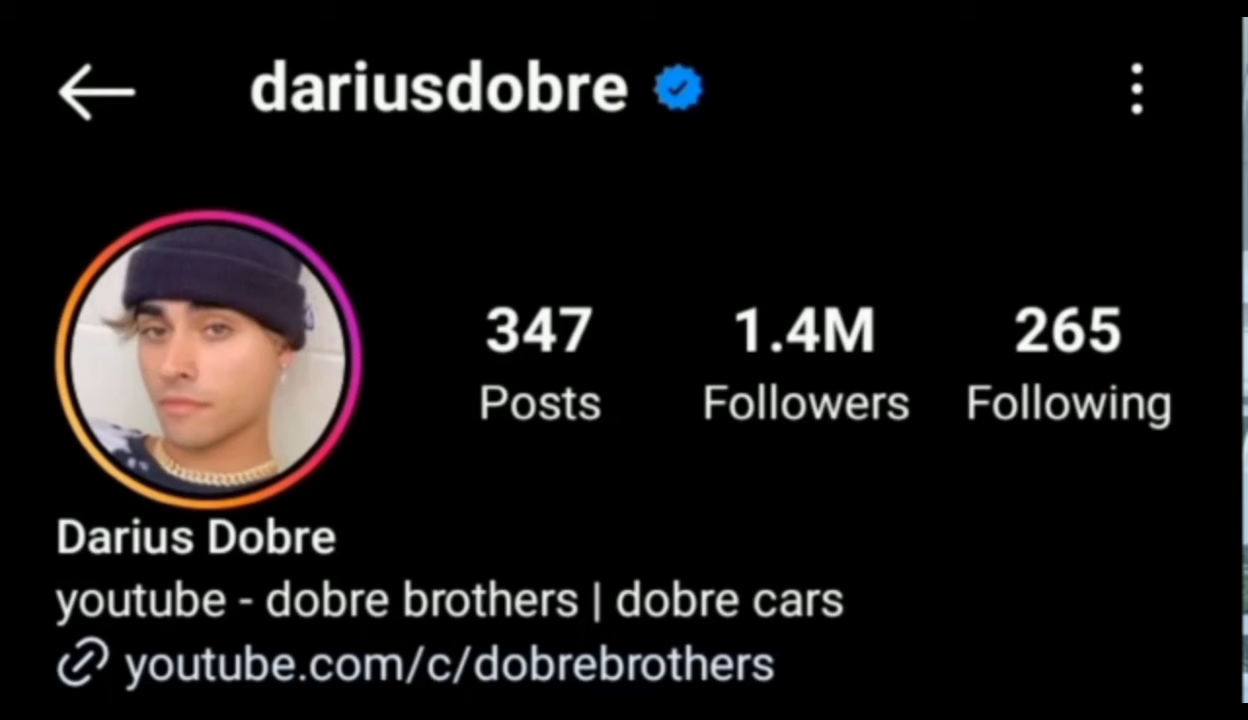 dariusdobre
347 1.4M 265
Posts Followers Following
Darius Dobre
youtube - dobre brothers | dobre cars
youtube.com/c/dobrebrothers